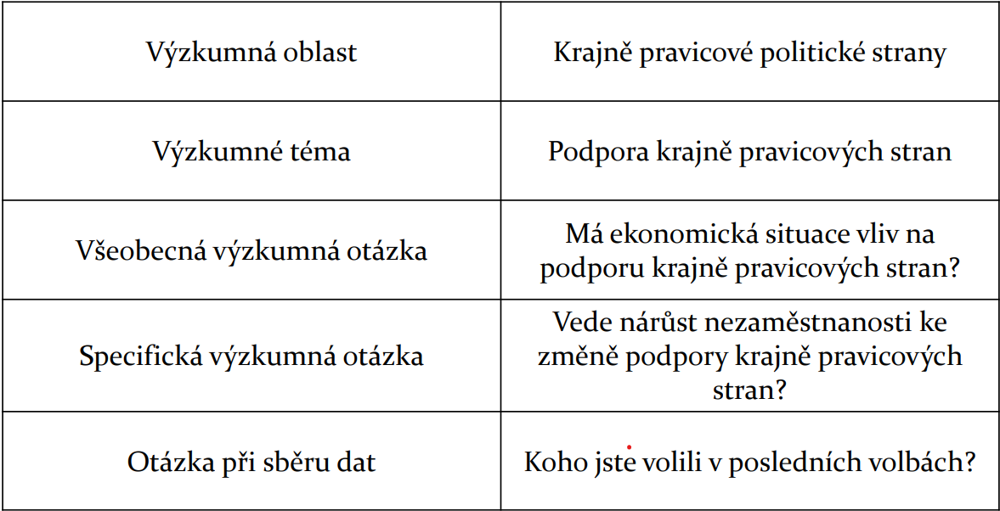 Výzkumná oblast
Krajně pravicové politické strany
Výzkumné téma
Podpora krajně pravicových stran
Všeobecná výzkumná otázka
Má ekonomická situace vliv na
podporu krajně pravicových stran?
Specifická výzkumná otázka
Vede nárůst nezaměstnanosti ke
změně podpory krajně pravicových
stran?
Otázka při sběru dat
Koho jste volili v posledních volbách?